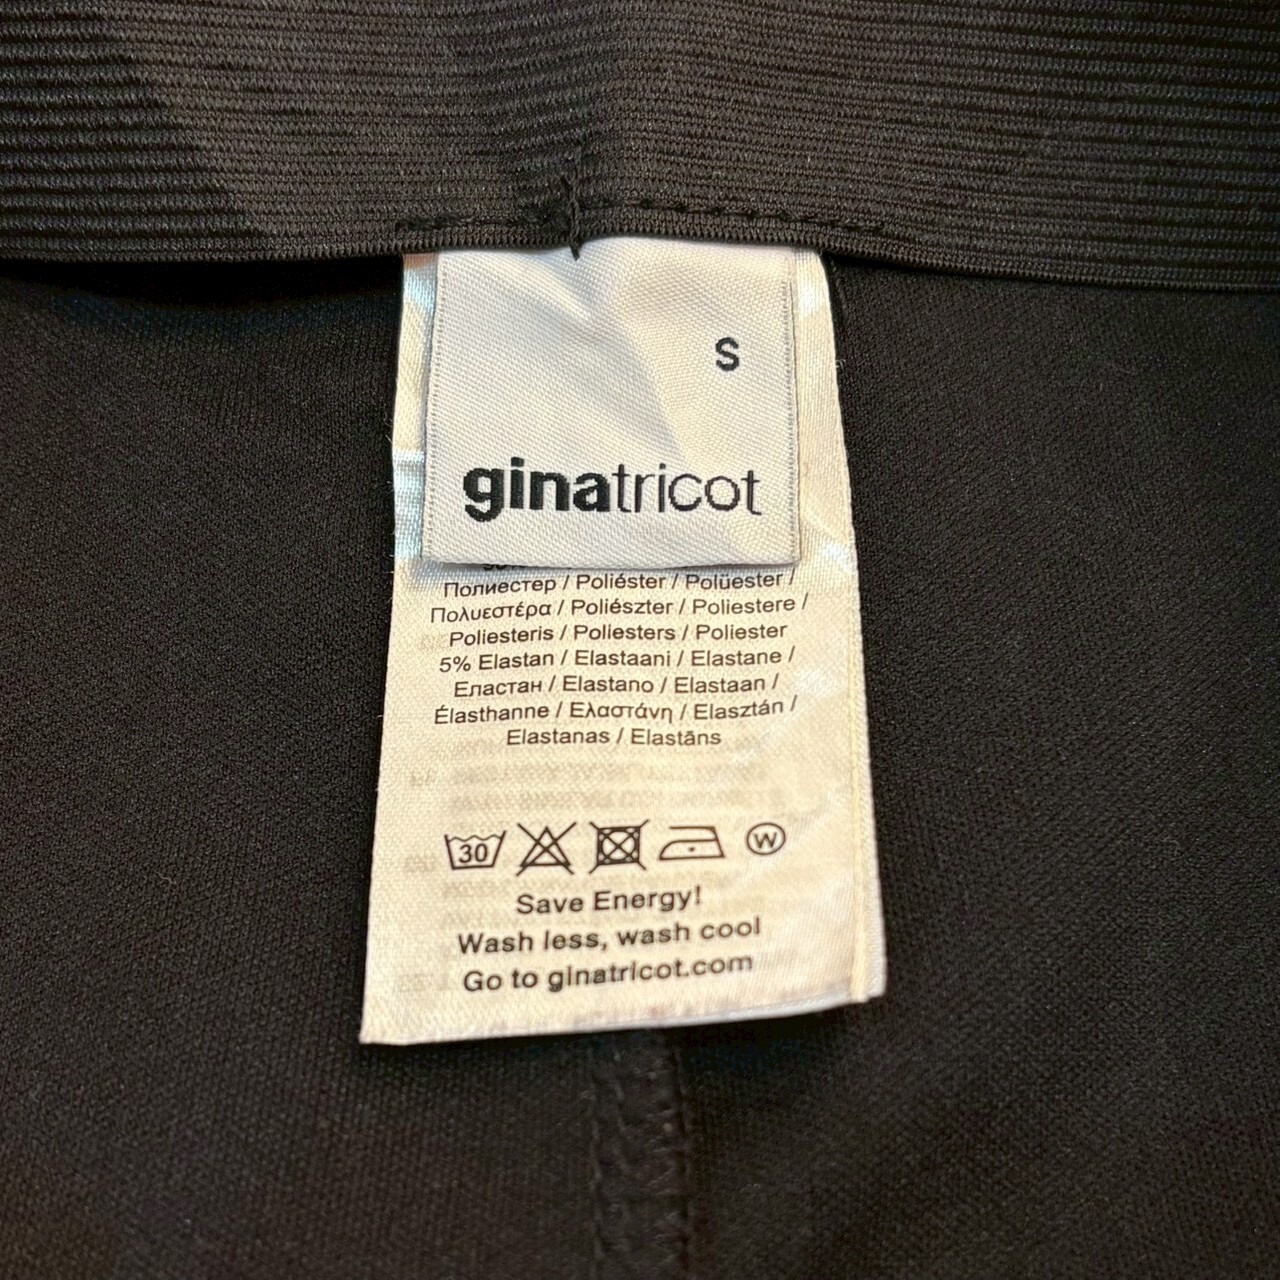 S
ginatricot
Полиестер / Poliéster / Polüester /
Πολυεστέρα / Poliészter / Poliestere /
Poliesteris / Poliesters / Poliester
5% Elastan / Elastaani / Elastane /
Еластан / Elastano / Elastaan /
Élasthanne / Ελαστάνη / Elasztán /
Elastanas / Elastāns
30 W
Save Energy!
Wash less, wash cool
Go to ginatricot.com